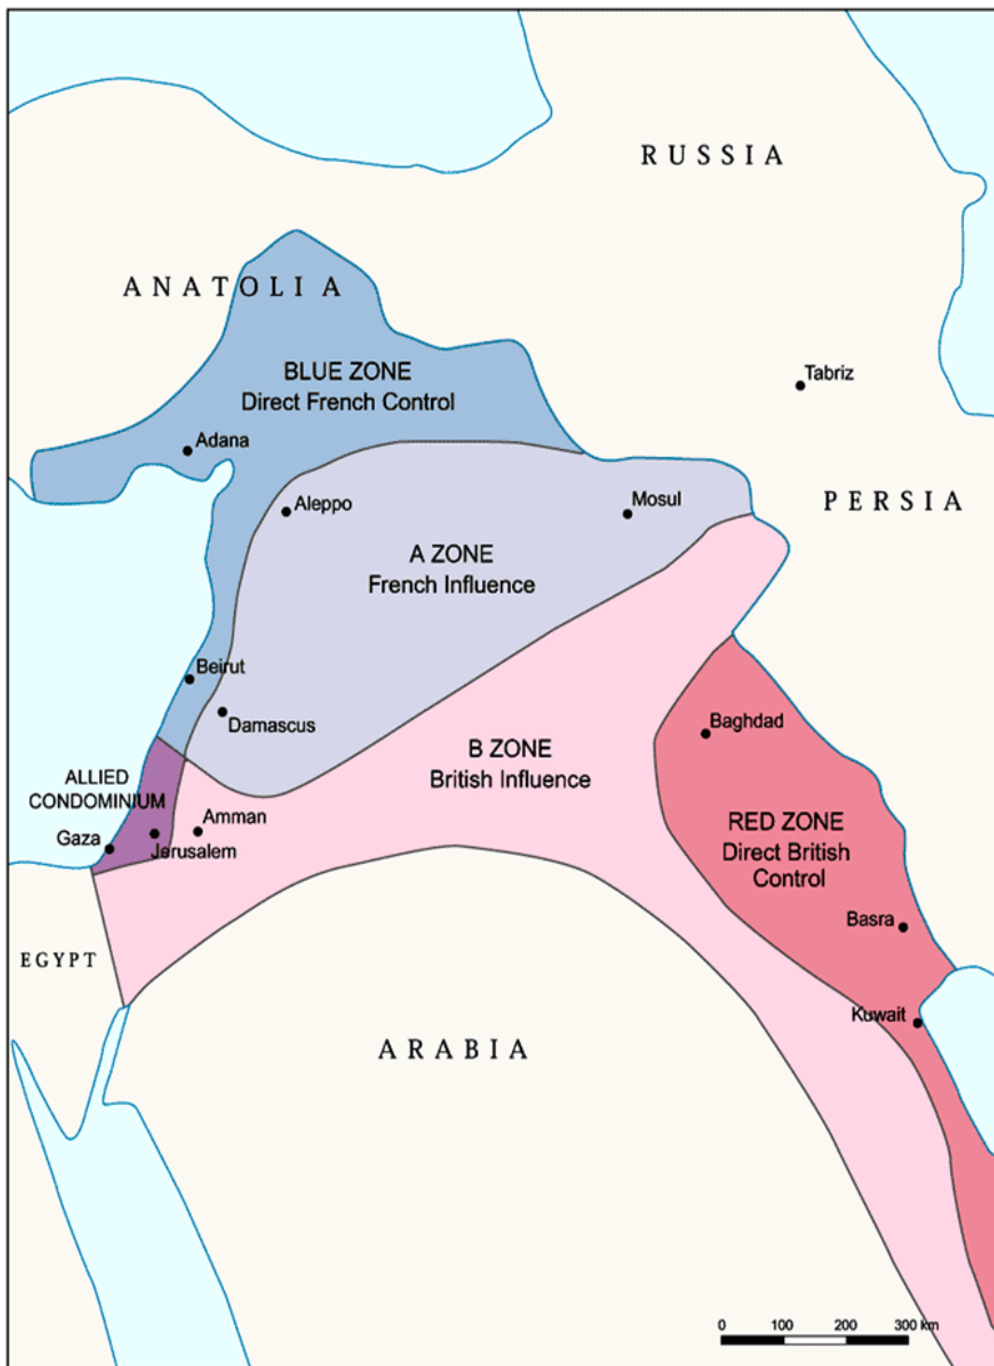 RUSSIA
ANATOLIA
BLUE ZONE
Direct French Control
Tabriz
Adana
Aleppo
Mosul
PERSIA
A ZONE
French Influence
Beirut
Damascus
Baghdad
B ZONE
British Influence
ALLIED
CONDOMINIUM
Amman
Gaza
Jerusalem
RED ZONE
Direct British
Control
Basra
EGYPT
Kuwait
ARABIA
0 100 200 300 km